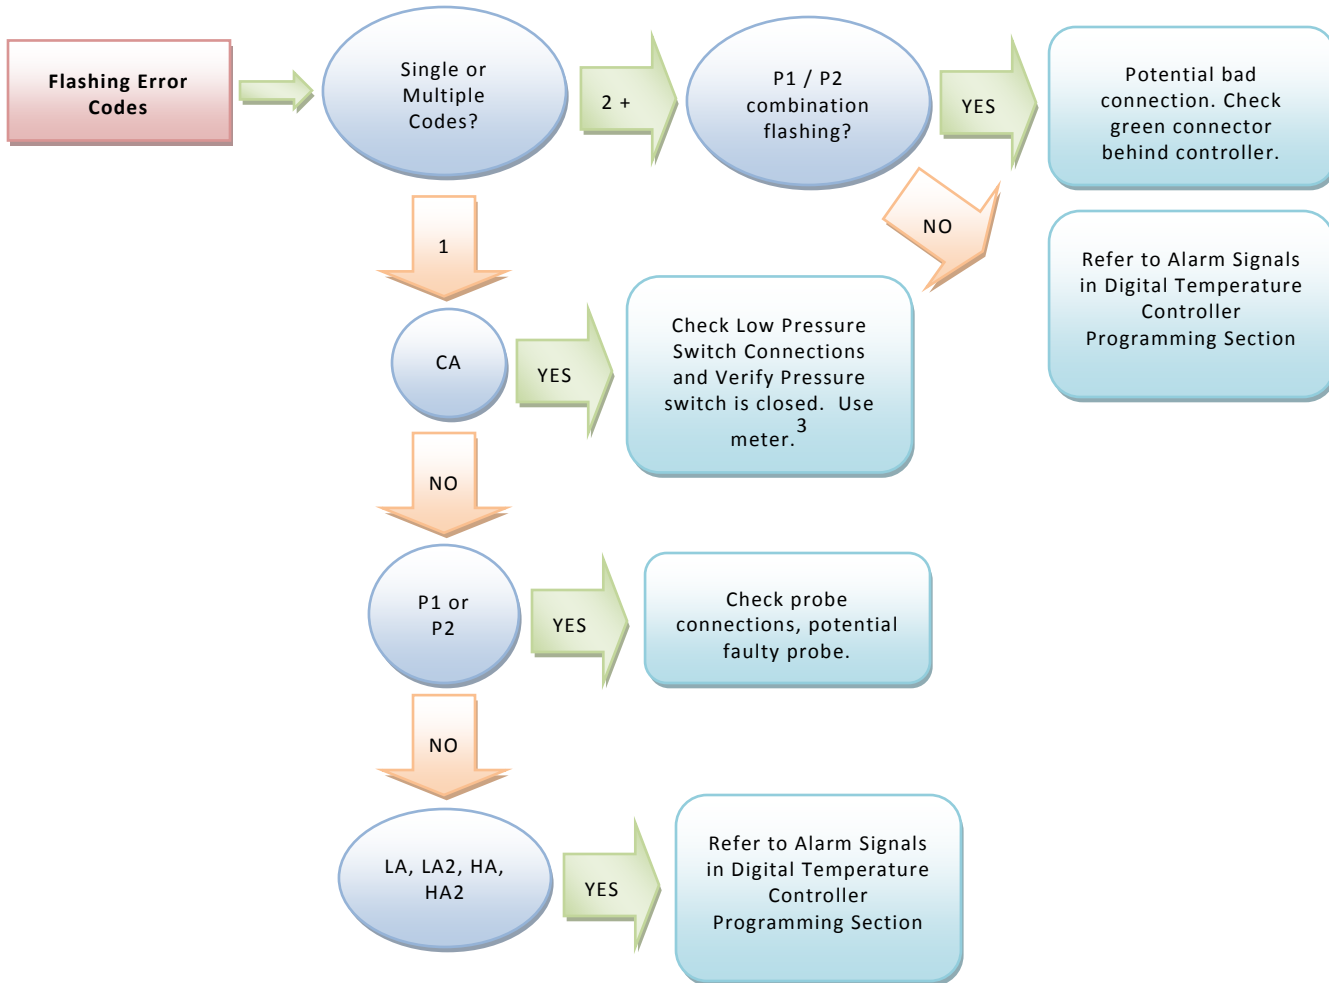 Flashing Error
Codes
Single or
Multiple
Codes?
2 +
P1 / P2
combination
flashing?
YES
Potential bad
connection. Check
green connector
behind controller.
NO
Refer to Alarm Signals
in Digital Temperature
Controller
Programming Section
1
CA
YES
Check Low Pressure
Switch Connections
and Verify Pressure
switch is closed. Use
meter.3
NO
P1 or
P2
YES
Check probe
connections, potential
faulty probe.
NO
LA, LA2, HA,
HA2
YES
Refer to Alarm Signals
in Digital Temperature
Controller
Programming Section